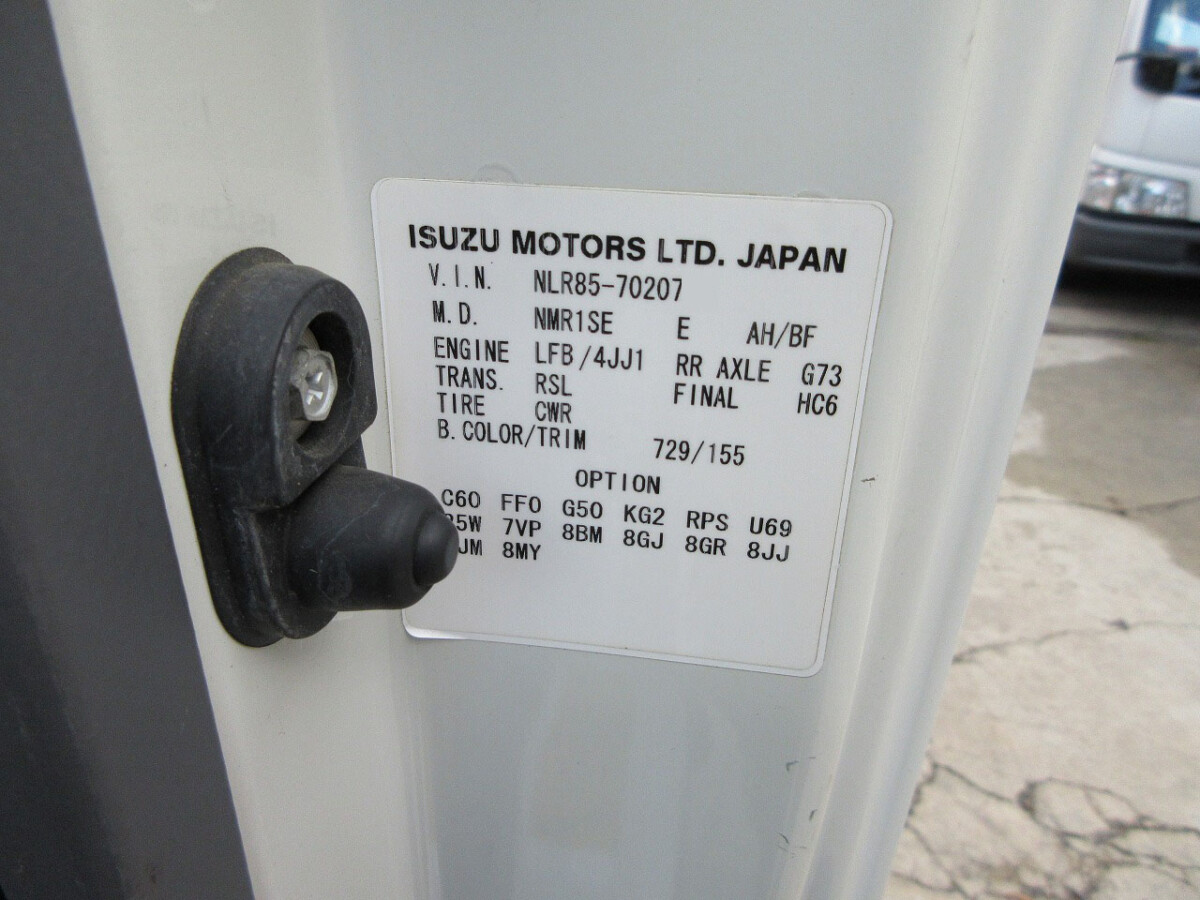 ISUZU MOTORS LTD. JAPAN
V.I.N. NLR85-70207
M.D. NMR1SE E AH/BF
ENGINE LFB/4JJ1 RR AXLE G73
TRANS. RSL FINAL HC6
TIRE CWR
B.COLOR/TRIM 729/155
OPTION
C60 FF0 G50 KG2 RPS U69
7VP 8BM 8GJ 8GR 8JJ
8MY